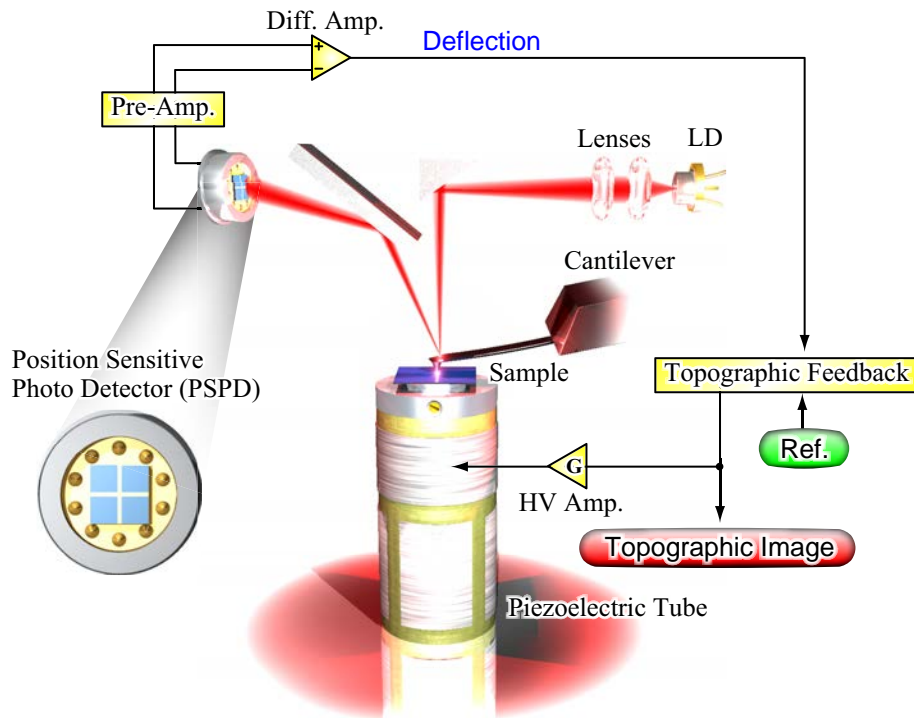 Diff. Amp.
+
−
Deflection
Pre-Amp.
Lenses
LD
Cantilever
Position Sensitive
Photo Detector (PSPD)
Sample
Topographic Feedback
Ref.
G
HV Amp.
Topographic Image
Piezoelectric Tube